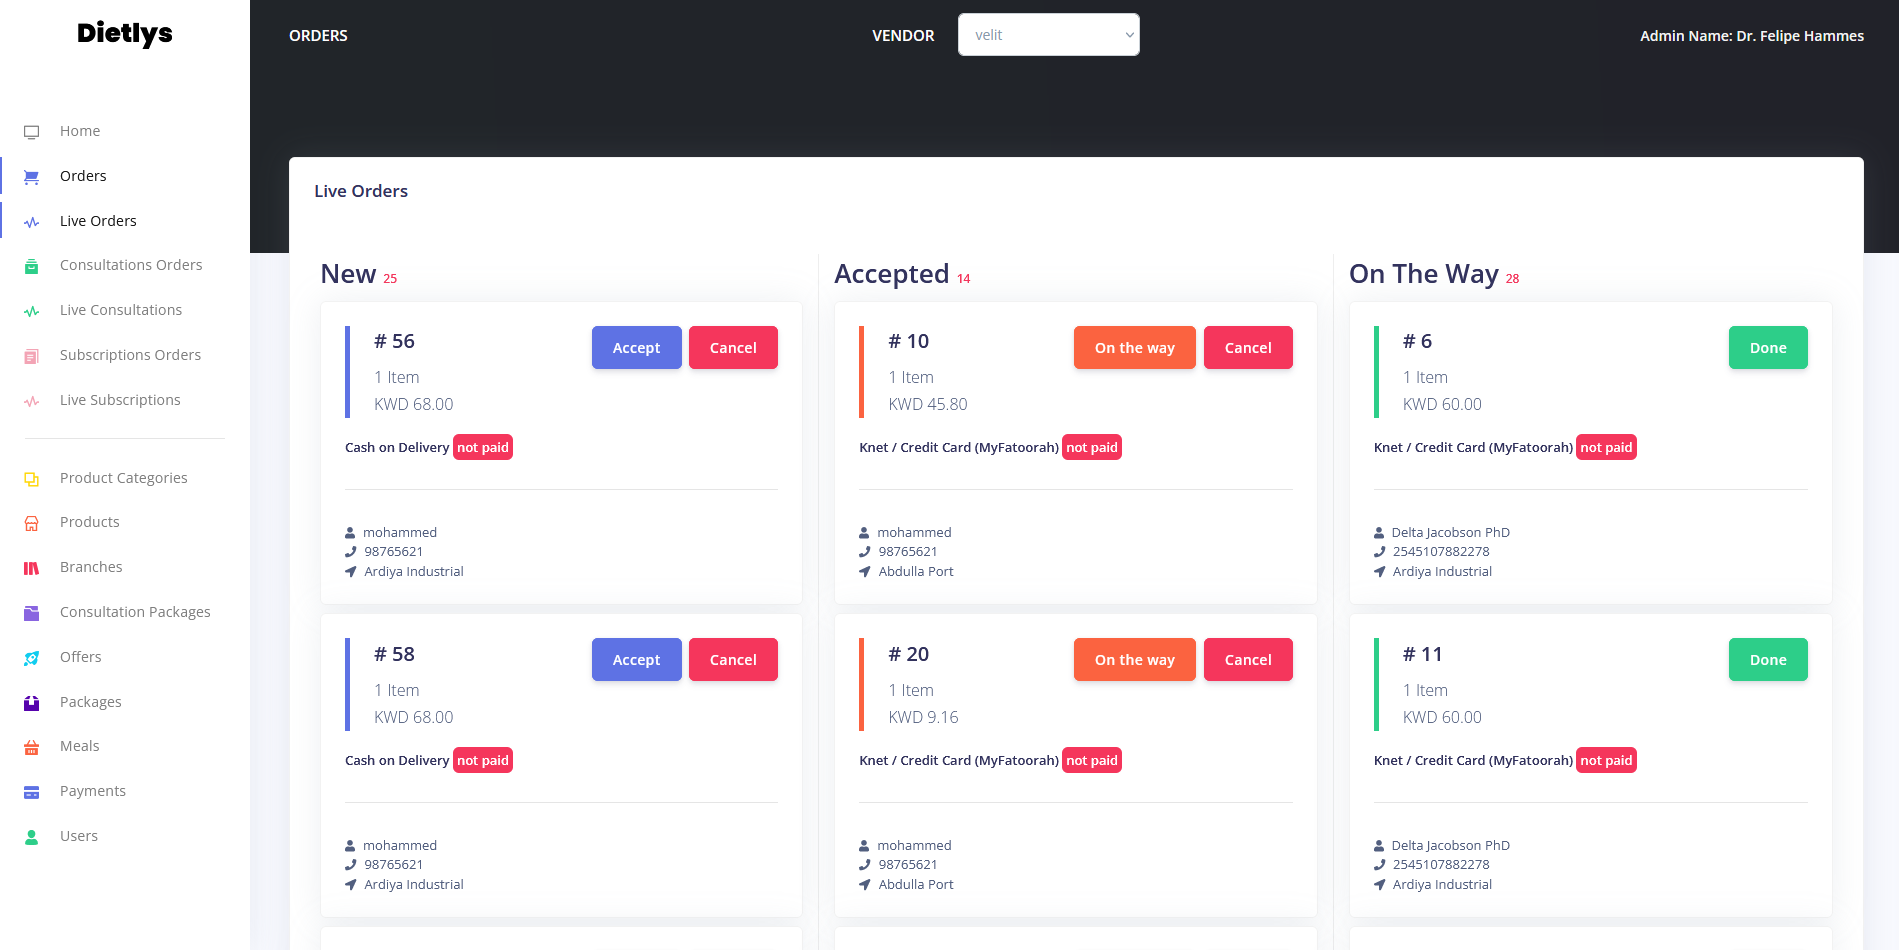 Dietlys
Home
Orders
Live Orders
Consultations Orders
Live Consultations
Subscriptions Orders
Live Subscriptions
Product Categories
Products
Branches
Consultation Packages
Offers
Packages
Meals
Payments
Users
ORDERS
VENDOR velit
Admin Name: Dr. Felipe Hammes
Live Orders
New 25
# 56
Accept Cancel
1 Item
KWD 68.00
Cash on Delivery not paid
mohammed
98765621
Ardiya Industrial
# 58
Accept Cancel
1 Item
KWD 68.00
Cash on Delivery not paid
mohammed
98765621
Ardiya Industrial
Accepted 14
# 10
On the way Cancel
1 Item
KWD 45.80
Knet / Credit Card (MyFatoorah) not paid
mohammed
98765621
Abdulla Port
# 20
On the way Cancel
1 Item
KWD 9.16
Knet / Credit Card (MyFatoorah) not paid
mohammed
98765621
Abdulla Port
On The Way 28
# 6
Done
1 Item
KWD 60.00
Knet / Credit Card (MyFatoorah) not paid
Delta Jacobson PhD
2545107882278
Ardiya Industrial
# 11
Done
1 Item
KWD 60.00
Knet / Credit Card (MyFatoorah) not paid
Delta Jacobson PhD
2545107882278
Ardiya Industrial